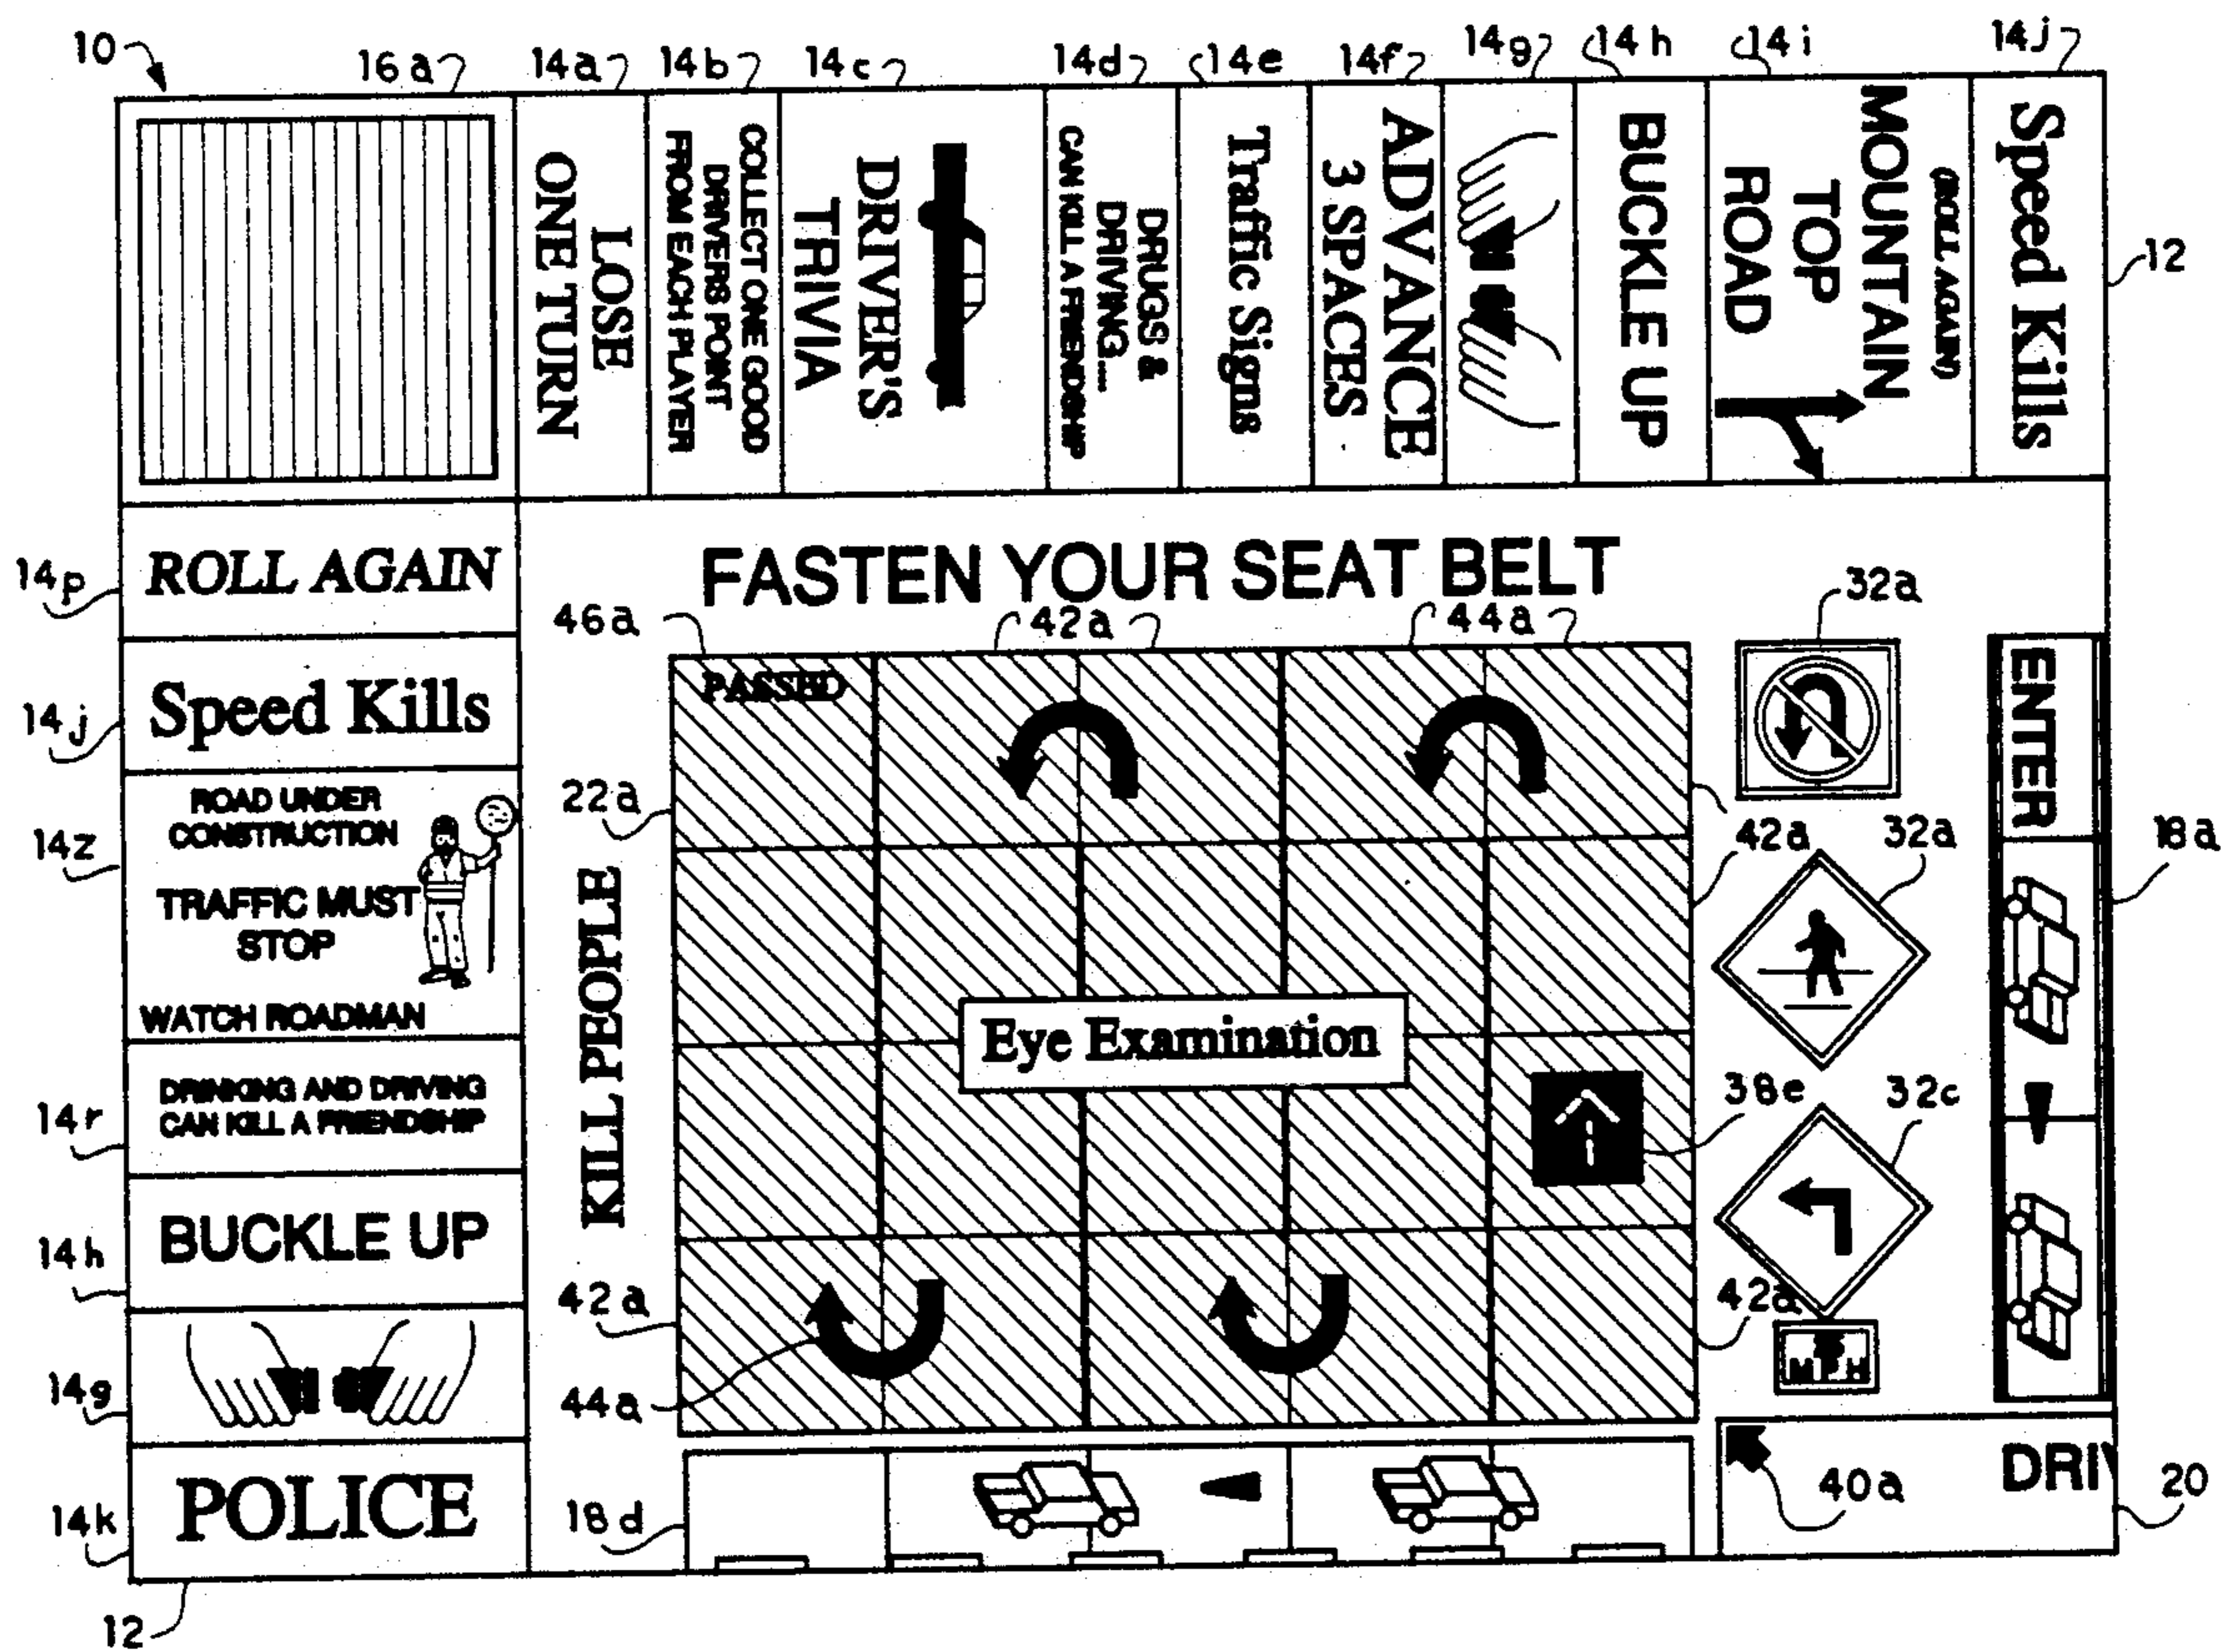 10
16a
14a
14b
14c
14d
14e
14f
14g
14h
14i
14j
LOSE
ONE TURN
COLLECT ONE GOOD
DRIVERS POINT
FROM EACH PLAYER
DRIVER'S
TRIVIA
DRUGS &
DRIVING...
CAN KILL A FRIENDSHIP
Traffic Signs
ADVANCE
3 SPACES
BUCKLE UP
(ROLL AGAIN)
MOUNTAIN
TOP
ROAD
Speed Kills
12
14p
ROLL AGAIN
14j
Speed Kills
14z
ROAD UNDER
CONSTRUCTION
TRAFFIC MUST
STOP
WATCH ROADMAN
14r
DRINKING AND DRIVING
CAN KILL A FRIENDSHIP
14h
BUCKLE UP
14g
14k
POLICE
12
FASTEN YOUR SEAT BELT
46a
42a
44a
32a
PASSED
22a
KILL PEOPLE
Eye Examination
42a
32a
38e
32c
42a
44a
42a
MPH
ENTER
18a
18d
40a
DRIV
20